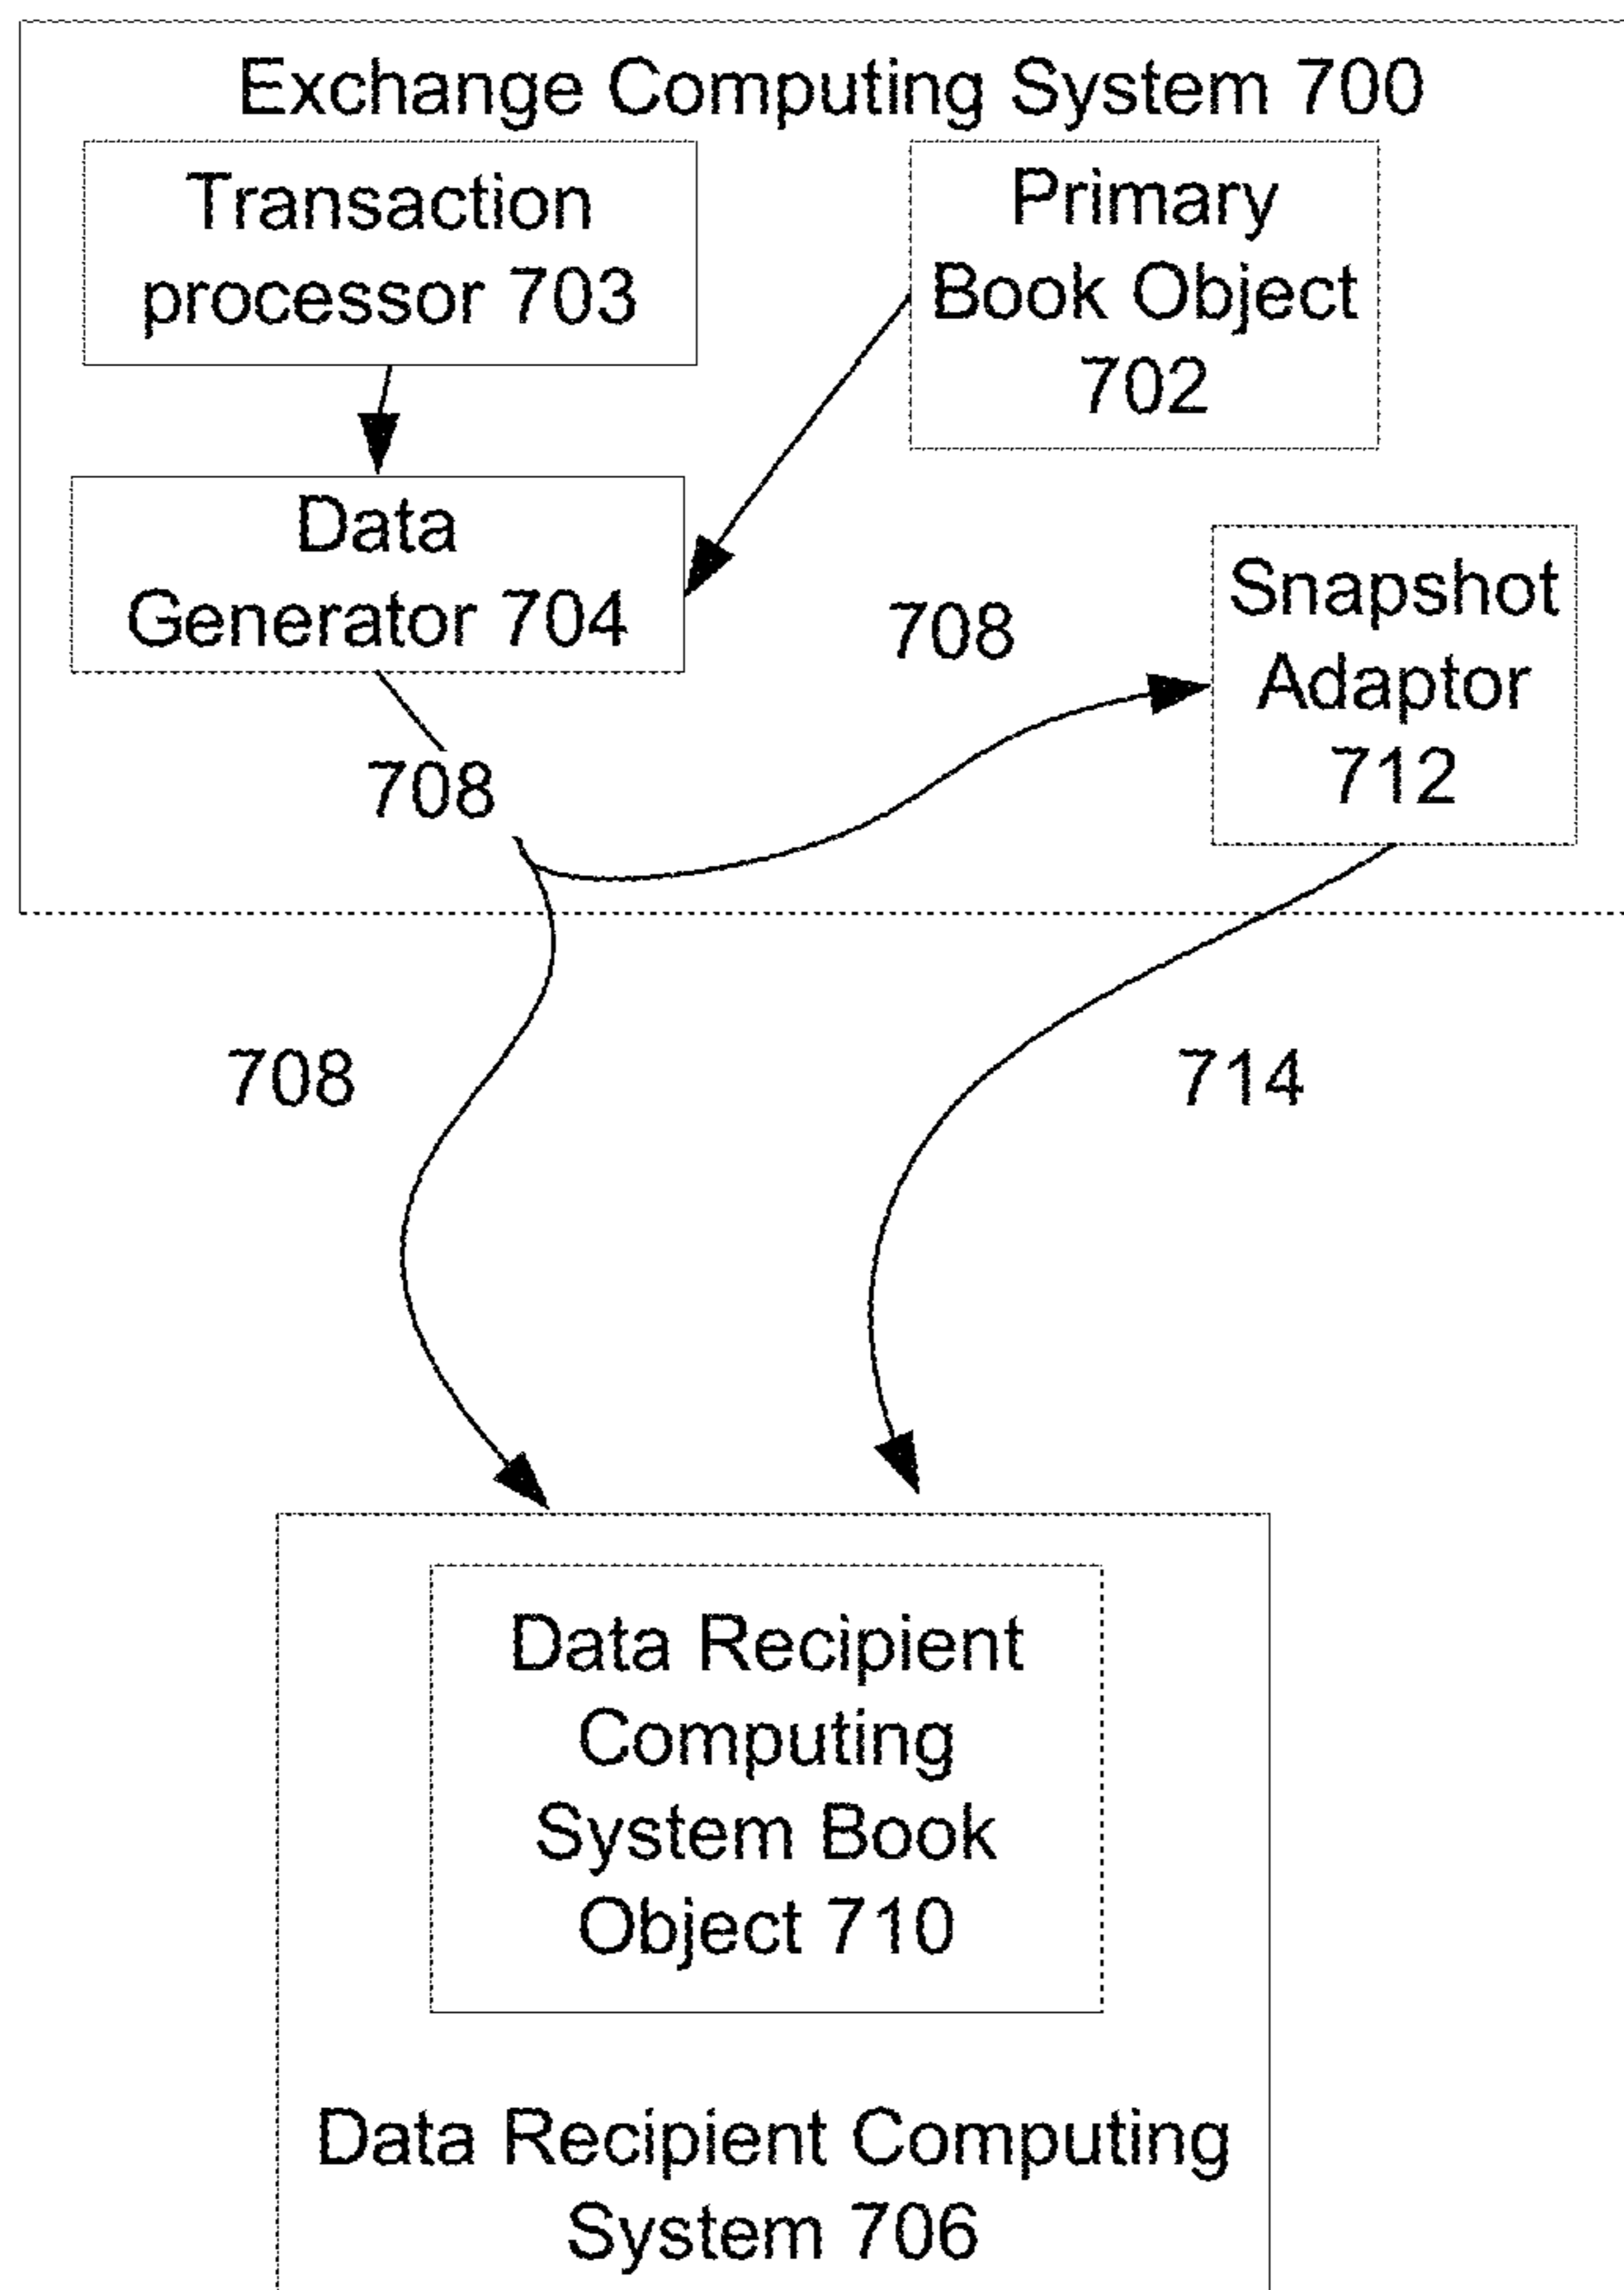 Exchange Computing System 700
Transaction
processor 703
Primary
Book Object
702
Data
Generator 704
708
Snapshot
Adaptor
712
708
708
714
Data Recipient
Computing
System Book
Object 710
Data Recipient Computing
System 706